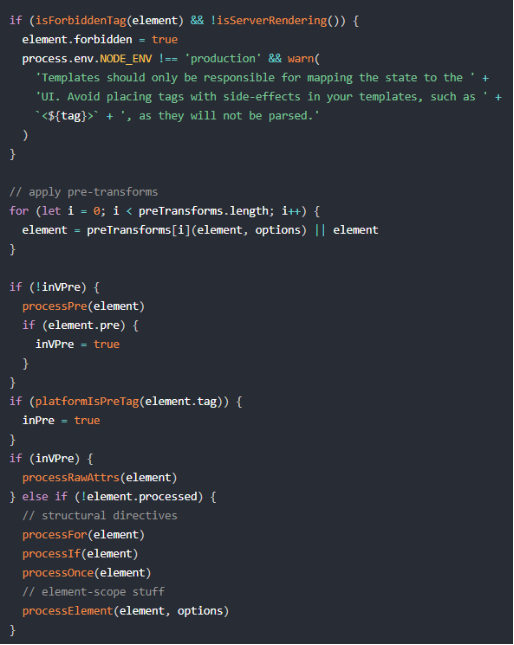 if (isForbiddenTag(element) && !isServerRendering()) {
  element.forbidden = true
  process.env.NODE_ENV !== 'production' && warn(
    'Templates should only be responsible for mapping the state to the ' +
    'UI. Avoid placing tags with side-effects in your templates, such as ' +
    `<${tag}>` + ', as they will not be parsed.'
  )
}

// apply pre-transforms
for (let i = 0; i < preTransforms.length; i++) {
  element = preTransforms[i](element, options) || element
}

if (!inVPre) {
  processPre(element)
  if (element.pre) {
    inVPre = true
  }
}
if (platformIsPreTag(element.tag)) {
  inPre = true
}
if (inVPre) {
  processRawAttrs(element)
} else if (!element.processed) {
  // structural directives
  processFor(element)
  processIf(element)
  processOnce(element)
  // element-scope stuff
  processElement(element, options)
}